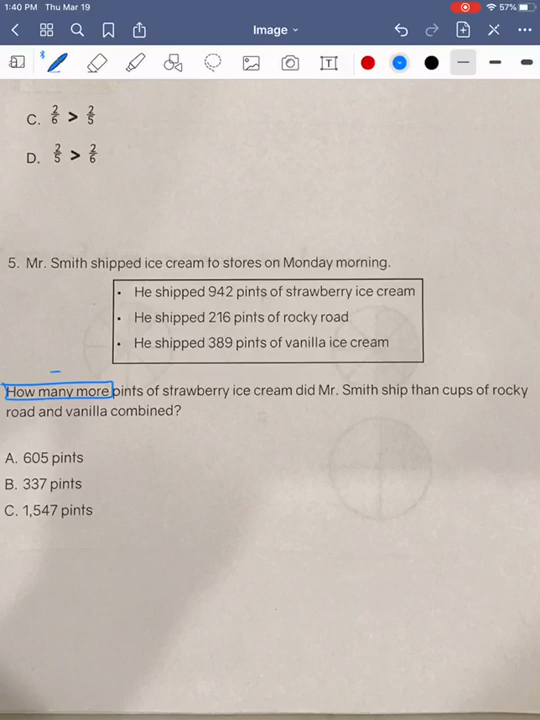 1:40 PM Thu Mar 19
57%
Image
T
C. 2/6 > 2/5
D. 2/5 > 2/6
5. Mr. Smith shipped ice cream to stores on Monday morning.
• He shipped 942 pints of strawberry ice cream
• He shipped 216 pints of rocky road
• He shipped 389 pints of vanilla ice cream
How many more pints of strawberry ice cream did Mr. Smith ship than cups of rocky
road and vanilla combined?
A. 605 pints
B. 337 pints
C. 1,547 pints